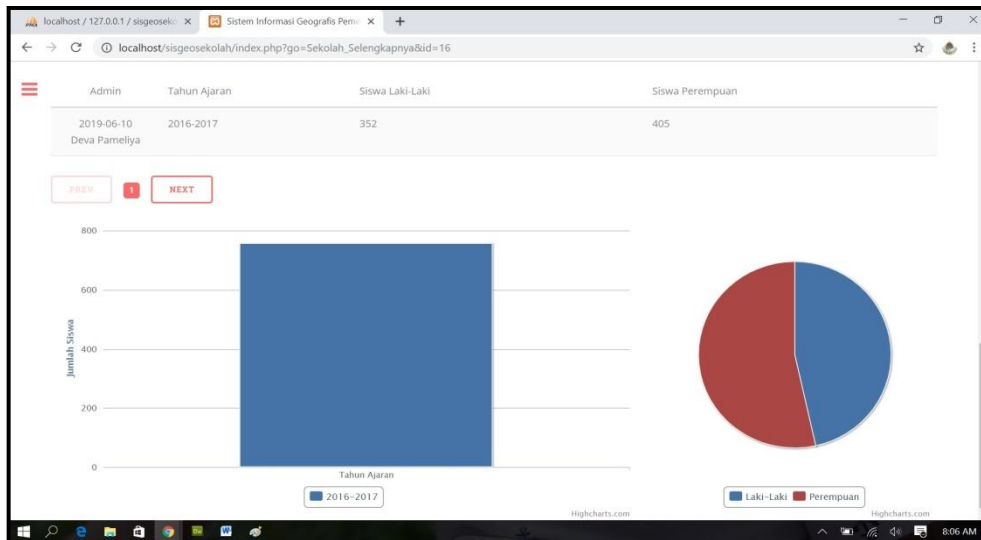 localhost / 127.0.0.1 / sisgeoseko
Sistem Informasi Geografis Peme
localhost/sisgeosekolah/index.php?go=Sekolah_Selengkapnya&id=16
Admin Tahun Ajaran Siswa Laki-Laki Siswa Perempuan
2019-06-10 2016-2017 352 405
Deva Pameliya
PREV 1 NEXT
800
600
400
200
0
Jumlah Siswa
Tahun Ajaran
2016-2017
Highcharts.com
Laki-Laki Perempuan
Highcharts.com
8:06 AM